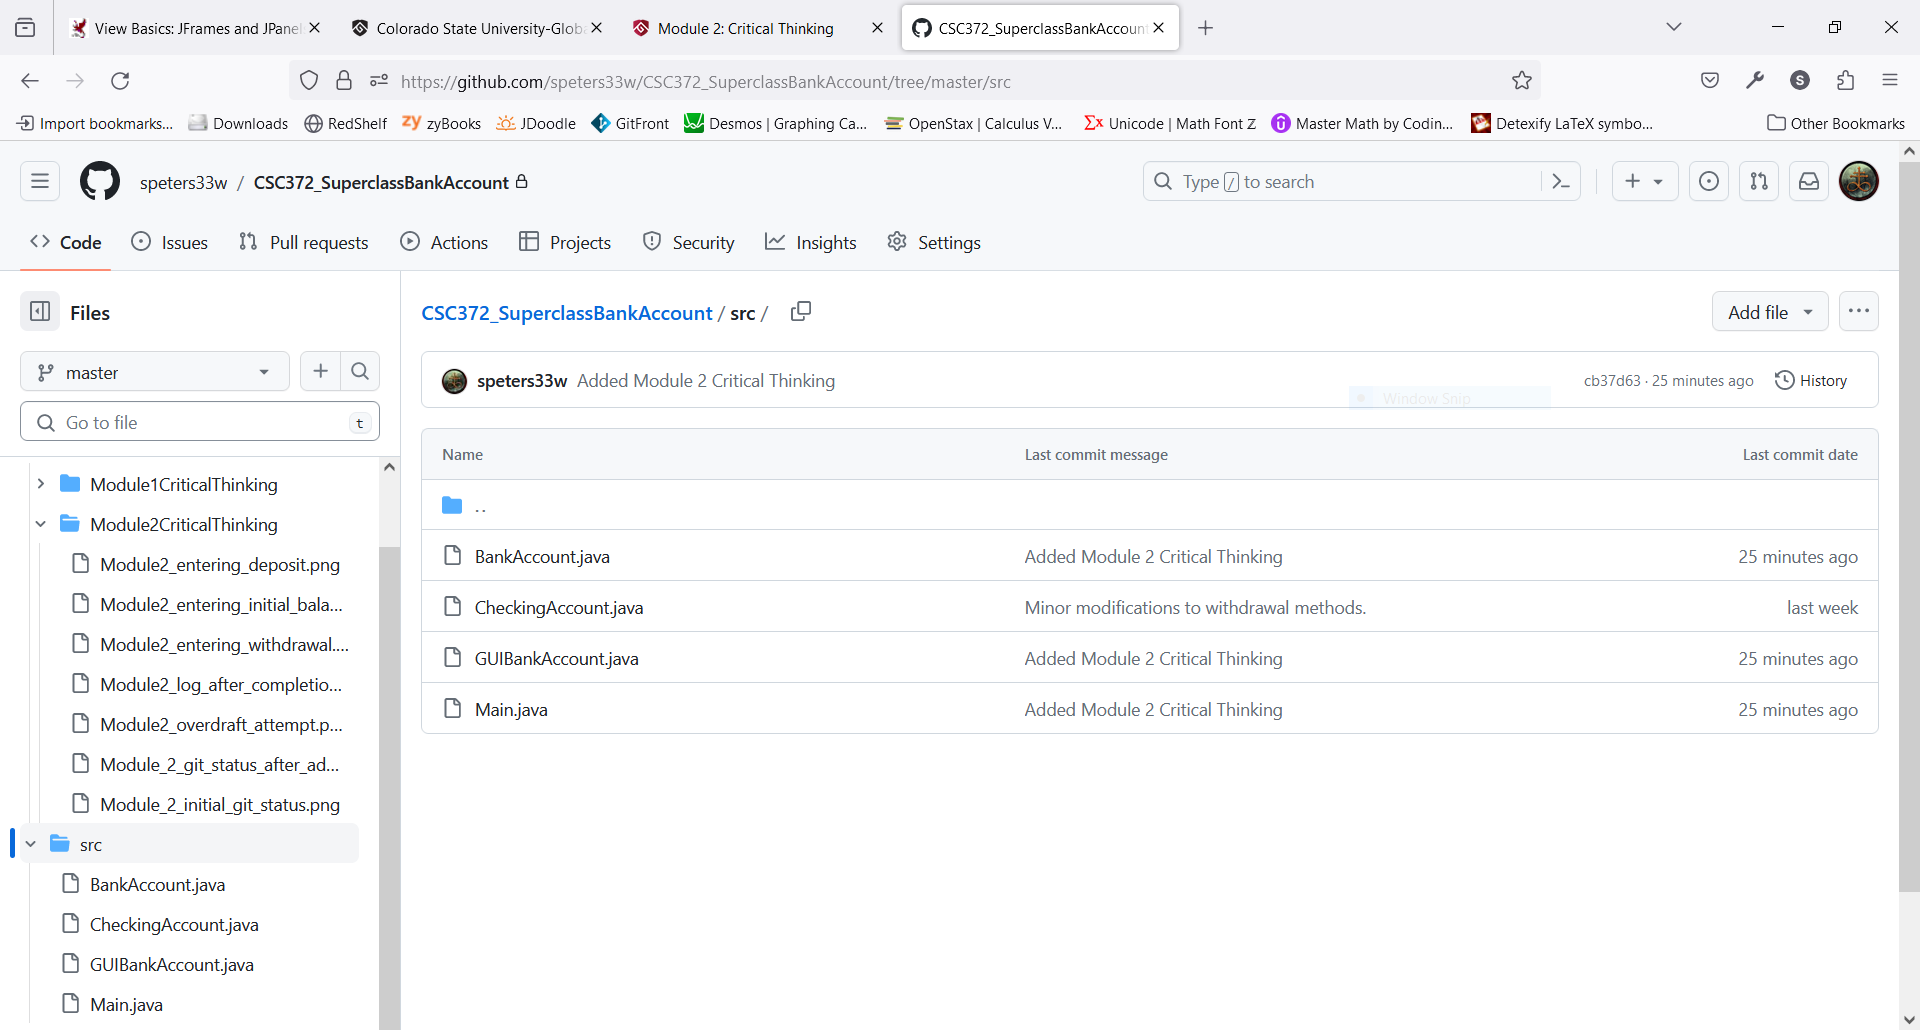 View Basics: JFrames and JPanel
Colorado State University-Globa
Module 2: Critical Thinking
CSC372_SuperclassBankAccount
https://github.com/speters33w/CSC372_SuperclassBankAccount/tree/master/src
S
Import bookmarks...
Downloads
RedShelf
zyBooks
JDoodle
GitFront
Desmos | Graphing Ca...
OpenStax | Calculus V...
Unicode | Math Font Z
Master Math by Codin...
Detexify LaTeX symbo...
Other Bookmarks
speters33w / CSC372_SuperclassBankAccount
Type / to search
Code
Issues
Pull requests
Actions
Projects
Security
Insights
Settings
Files
master
Go to file
t
Module1CriticalThinking
Module2CriticalThinking
Module2_entering_deposit.png
Module2_entering_initial_bala...
Module2_entering_withdrawal....
Module2_log_after_completio...
Module2_overdraft_attempt.p...
Module_2_git_status_after_ad...
Module_2_initial_git_status.png
src
BankAccount.java
CheckingAccount.java
GUIBankAccount.java
Main.java
CSC372_SuperclassBankAccount / src /
Add file
speters33w Added Module 2 Critical Thinking
cb37d63 · 25 minutes ago
History
Window Snip
Name Last commit message Last commit date
..
BankAccount.java Added Module 2 Critical Thinking 25 minutes ago
CheckingAccount.java Minor modifications to withdrawal methods. last week
GUIBankAccount.java Added Module 2 Critical Thinking 25 minutes ago
Main.java Added Module 2 Critical Thinking 25 minutes ago